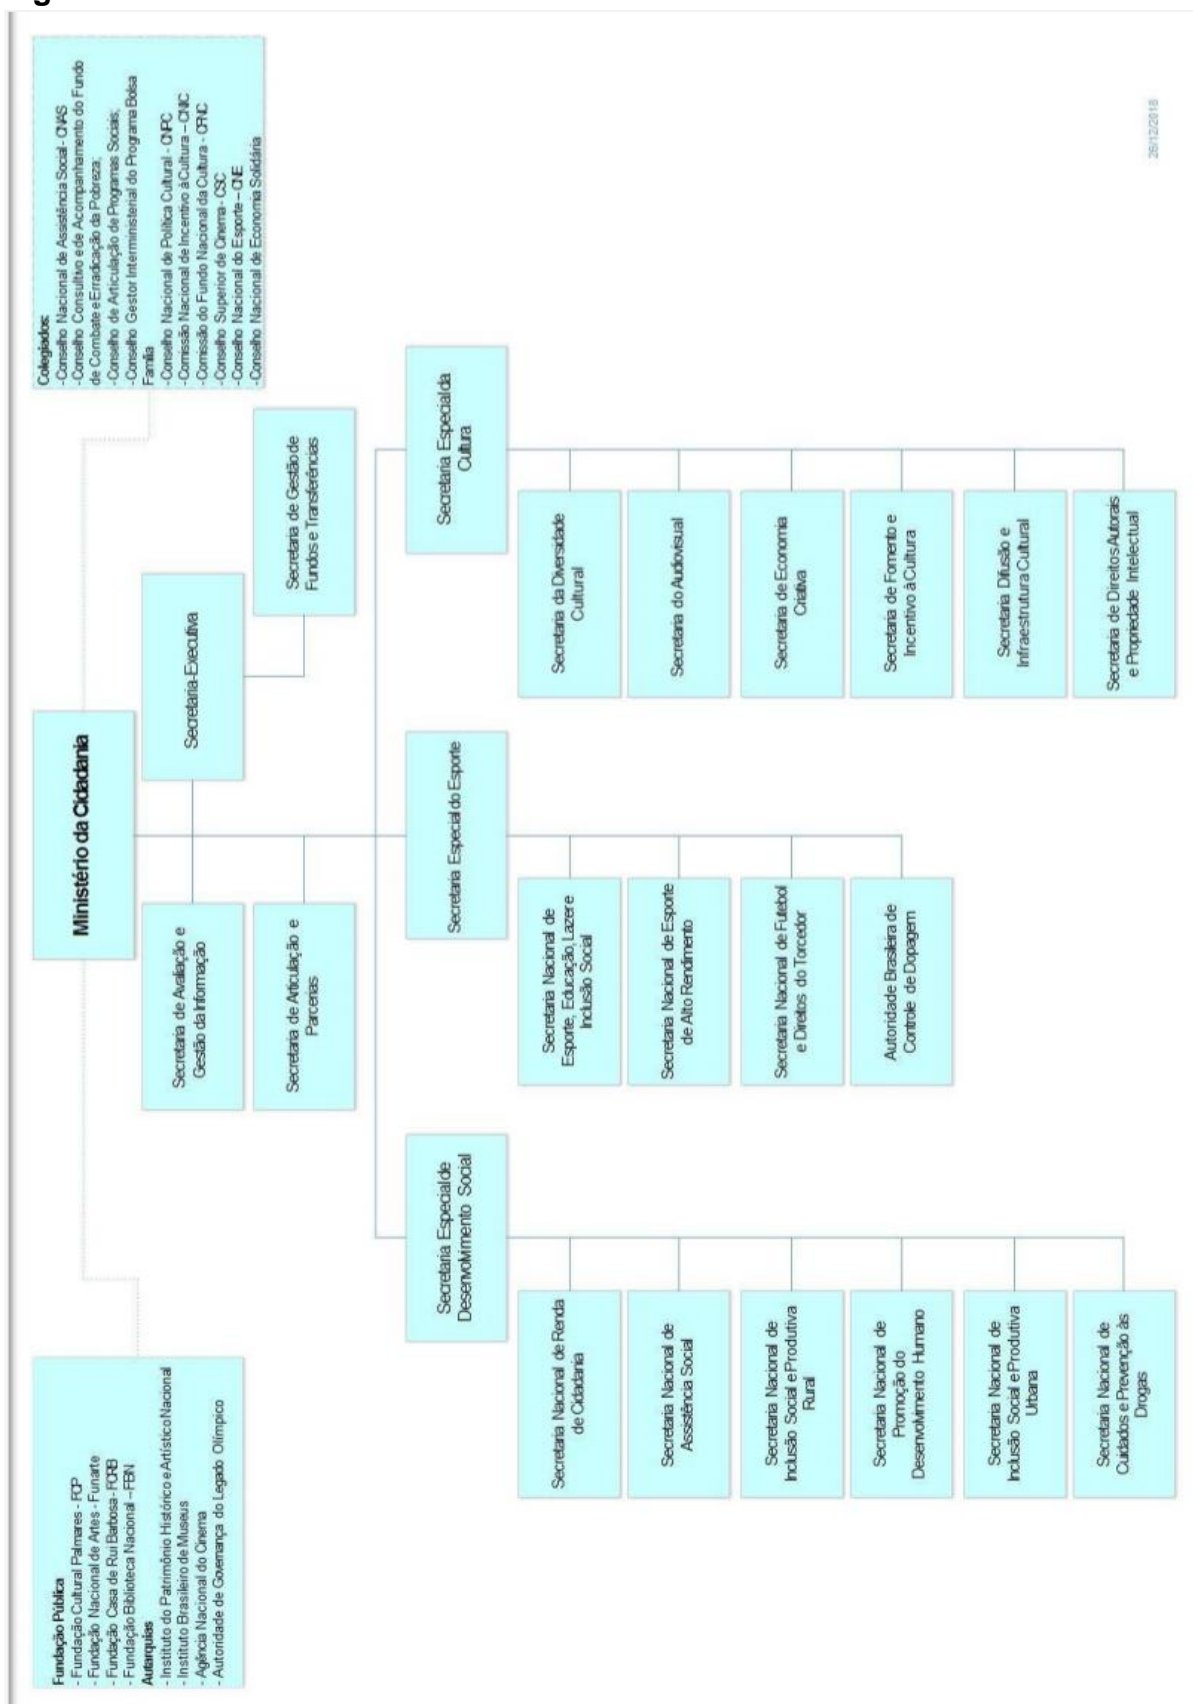 Ministério da Cidadania
Fundação Pública
- Fundação Cultural Palmares - FCP
- Fundação Nacional de Artes - Funarte
- Fundação Casa de Rui Barbosa - FCRB
- Fundação Biblioteca Nacional – FBN
Autarquias
- Instituto do Patrimônio Histórico e Artístico Nacional
- Instituto Brasileiro de Museus
- Agência Nacional do Cinema
- Autoridade de Governança do Legado Olímpico
Colegiados:
-Conselho Nacional de Assistência Social - CNAS
-Conselho Consultivo e de Acompanhamento do Fundo
de Combate e Erradicação da Pobreza;
-Conselho de Articulação de Programas Sociais;
-Conselho Gestor Interministerial do Programa Bolsa
Família
-Conselho Nacional de Política Cultural - CNPC
-Comissão Nacional de Incentivo à Cultura – CNIC
-Comissão do Fundo Nacional da Cultura - CFNC
-Conselho Superior de Cinema - CSC
-Conselho Nacional do Esporte – CNE
-Conselho Nacional de Economia Solidária
Secretaria de Avaliação e
Gestão da Informação
Secretaria-Executiva
Secretaria de Articulação e
Parcerias
Secretaria de Gestão de
Fundos e Transferências
Secretaria Especial de
Desenvolvimento Social
Secretaria Nacional de Renda
de Cidadania
Secretaria Nacional de
Assistência Social
Secretaria Nacional de
Inclusão Social e Produtiva
Rural
Secretaria Nacional de
Promoção do
Desenvolvimento Humano
Secretaria Nacional de
Inclusão Social e Produtiva
Urbana
Secretaria Nacional de
Cuidados e Prevenção às
Drogas
Secretaria Especial do Esporte
Secretaria Nacional de
Esporte, Educação, Lazer e
Inclusão Social
Secretaria Nacional de Esporte
de Alto Rendimento
Secretaria Nacional de Futebol
e Direitos do Torcedor
Autoridade Brasileira de
Controle de Dopagem
Secretaria Especial da
Cultura
Secretaria da Diversidade
Cultural
Secretaria do Audiovisual
Secretaria de Economia
Criativa
Secretaria de Fomento e
Incentivo à Cultura
Secretaria Difusão e
Infraestrutura Cultural
Secretaria de Direitos Autorais
e Propriedade Intelectual
26/12/2018